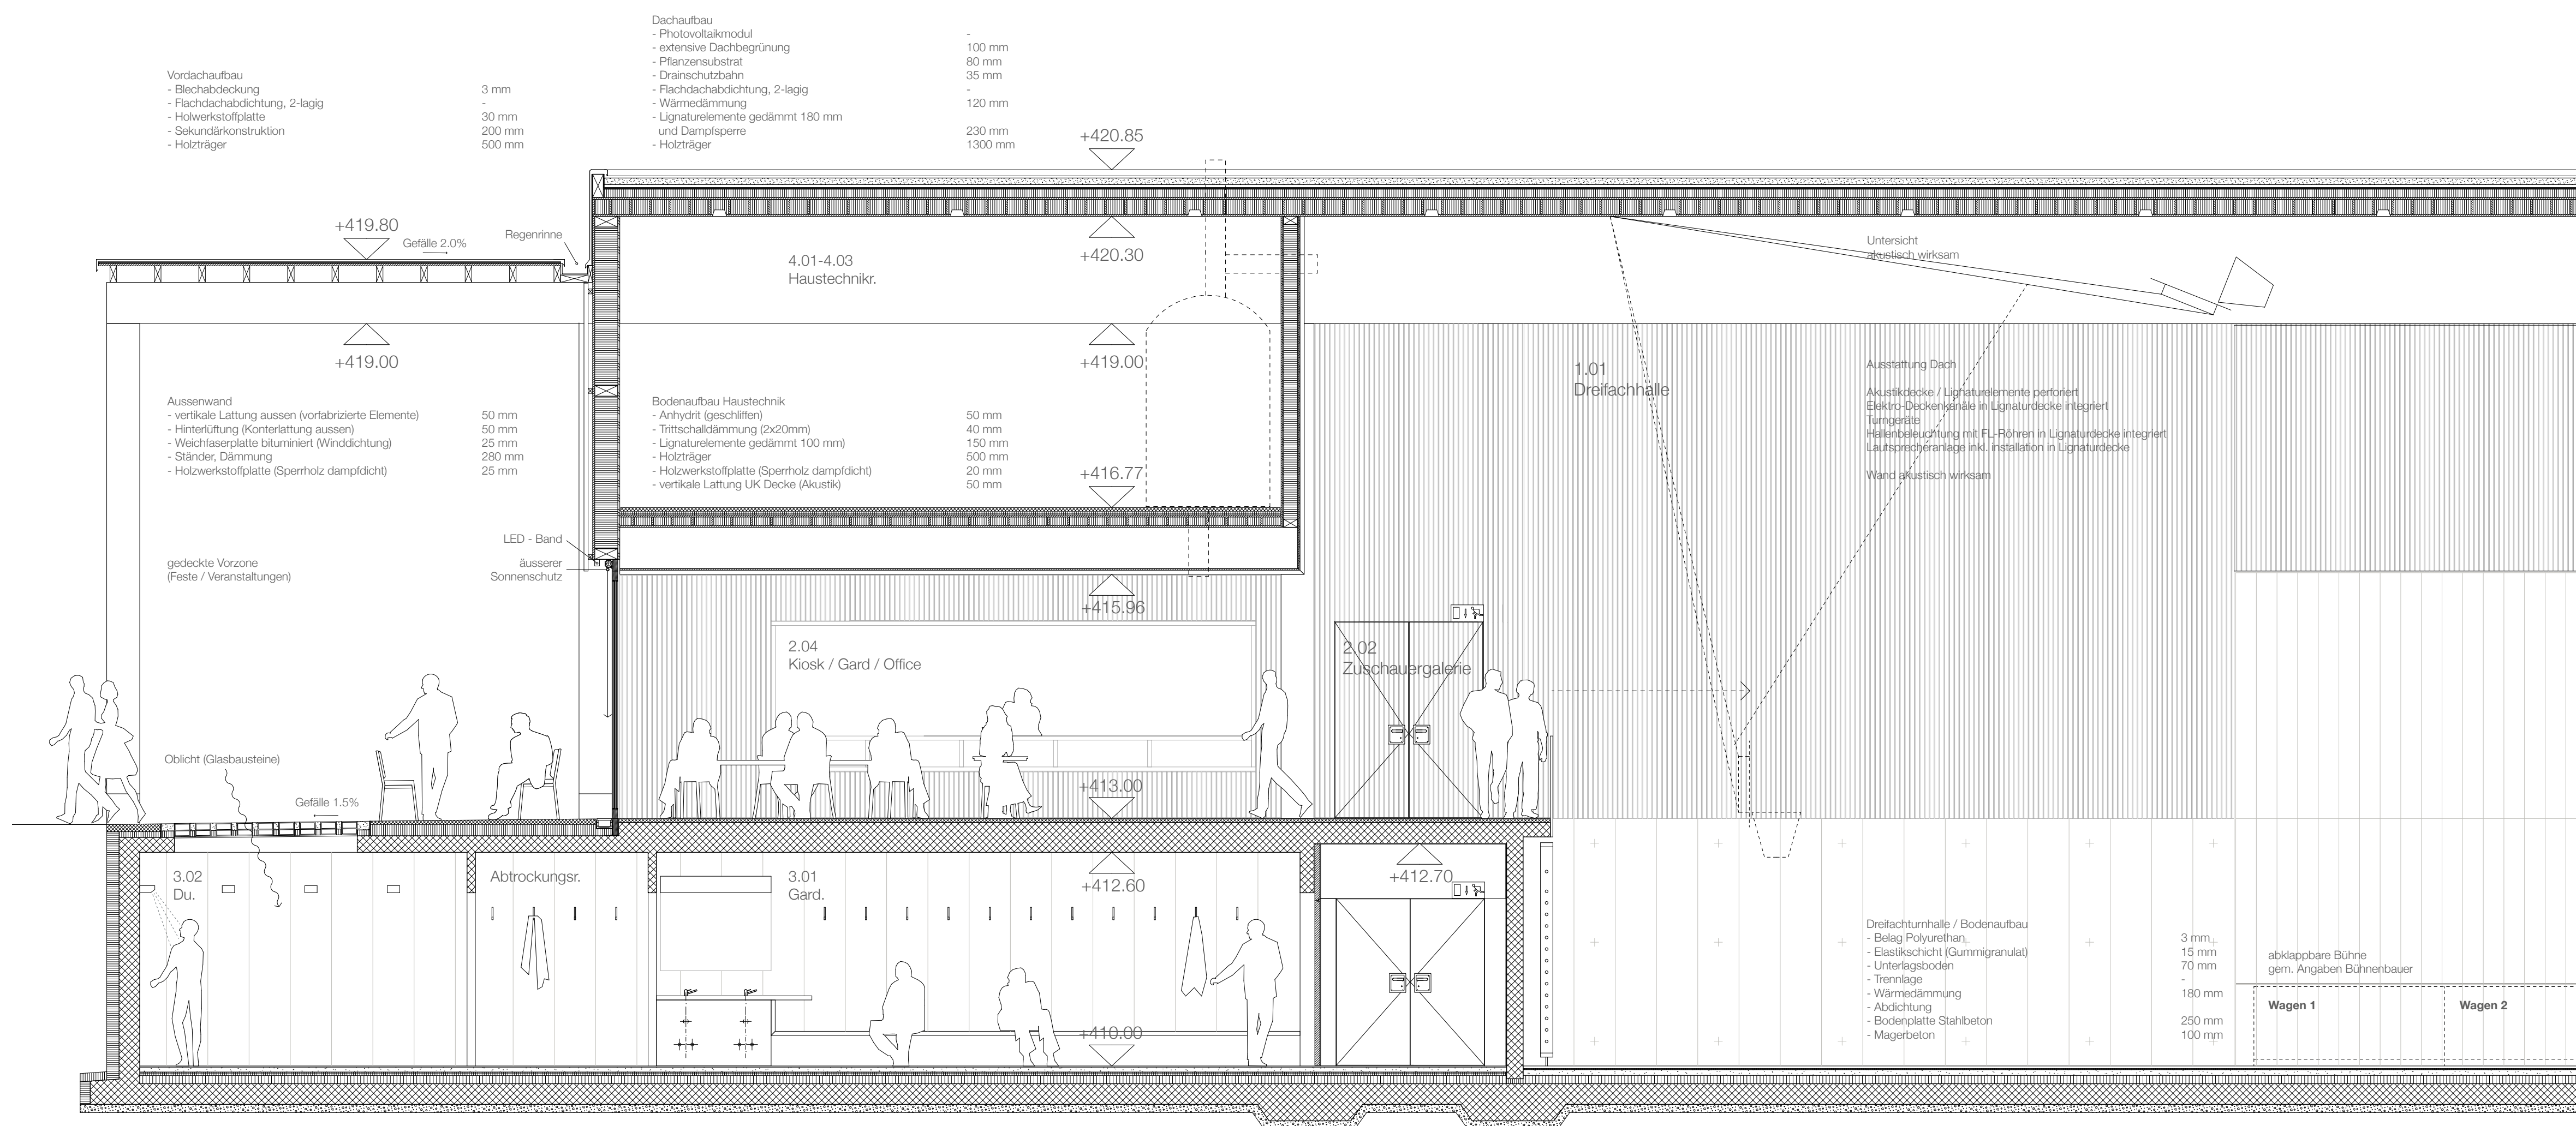 Dachaufbau
- Photovoltaikmodul -
- extensive Dachbegrünung 100 mm
- Pflanzensubstrat 80 mm
- Drainschutzbahn 35 mm
- Flachdachabdichtung, 2-lagig -
- Wärmedämmung 120 mm
- Lignaturelemente gedämmt 180 mm
und Dampfsperre 230 mm
- Holzträger 1300 mm
Vordachaufbau
- Blechabdeckung 3 mm
- Flachdachabdichtung, 2-lagig -
- Holwerkstoffplatte 30 mm
- Sekundärkonstruktion 200 mm
- Holzträger 500 mm
+420.85
+419.80
Gefälle 2.0%
Regenrinne
+420.30
4.01-4.03
Haustechnikr.
Untersicht
akustisch wirksam
+419.00
+419.00
1.01
Dreifachhalle
Ausstattung Dach
Akustikdecke / Lignaturelemente perforiert
Elektro-Deckenkanäle in Lignaturdecke integriert
Turngeräte
Hallenbeleuchtung mit FL-Röhren in Lignaturdecke integriert
Lautsprecheranlage inkl. installation in Lignaturdecke
Wand akustisch wirksam
Aussenwand
- vertikale Lattung aussen (vorfabrizierte Elemente) 50 mm
- Hinterlüftung (Konterlattung aussen) 50 mm
- Weichfaserplatte bituminiert (Winddichtung) 25 mm
- Ständer, Dämmung 280 mm
- Holzwerkstoffplatte (Sperrholz dampfdicht) 25 mm
Bodenaufbau Haustechnik
- Anhydrit (geschliffen) 50 mm
- Trittschalldämmung (2x20mm) 40 mm
- Lignaturelemente gedämmt 100 mm) 150 mm
- Holzträger 500 mm
- Holzwerkstoffplatte (Sperrholz dampfdicht) 20 mm
- vertikale Lattung UK Decke (Akustik) 50 mm
+416.77
LED - Band
äusserer
Sonnenschutz
gedeckte Vorzone
(Feste / Veranstaltungen)
+415.96
2.04
Kiosk / Gard / Office
2.02
Zuschauergalerie
Oblicht (Glasbausteine)
Gefälle 1.5%
+413.00
3.02
Du.
Abtrockungsr.
3.01
Gard.
+412.60
+412.70
+410.00
Dreifachturnhalle / Bodenaufbau
- Belag Polyurethan 3 mm
- Elastikschicht (Gummigranulat) 15 mm
- Unterlagsboden 70 mm
- Trennlage -
- Wärmedämmung 180 mm
- Abdichtung
- Bodenplatte Stahlbeton 250 mm
- Magerbeton 100 mm
abklappbare Bühne
gem. Angaben Bühnenbauer
Wagen 1
Wagen 2